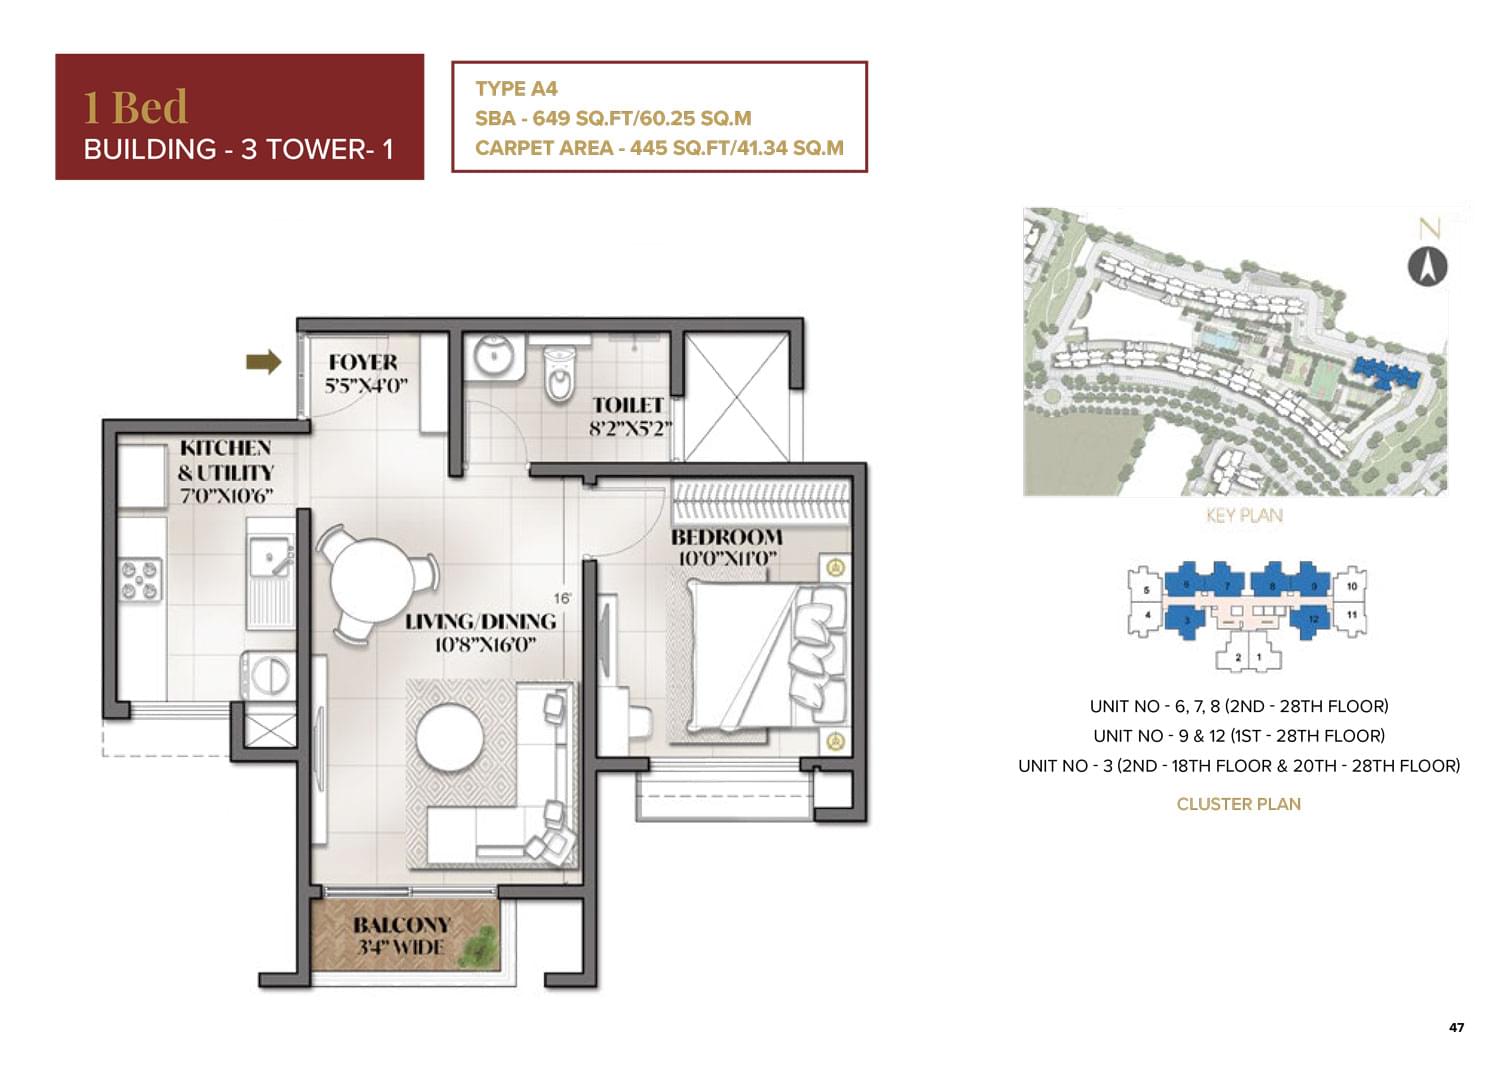 1 Bed
BUILDING - 3 TOWER- 1
TYPE A4
SBA - 649 SQ.FT/60.25 SQ.M
CARPET AREA - 445 SQ.FT/41.34 SQ.M
FOYER
5'5"X4'0"
TOILET
8'2"X5'2"
KITCHEN
& UTILITY
7'0"X10'6"
BEDROOM
10'0"X11'0"
16'
LIVING/DINING
10'8"X16'0"
BALCONY
3'4" WIDE
N
KEY PLAN
5
6
7
8
9
10
4
3
12
11
2
1
UNIT NO - 6, 7, 8 (2ND - 28TH FLOOR)
UNIT NO - 9 & 12 (1ST - 28TH FLOOR)
UNIT NO - 3 (2ND - 18TH FLOOR & 20TH - 28TH FLOOR)
CLUSTER PLAN
47